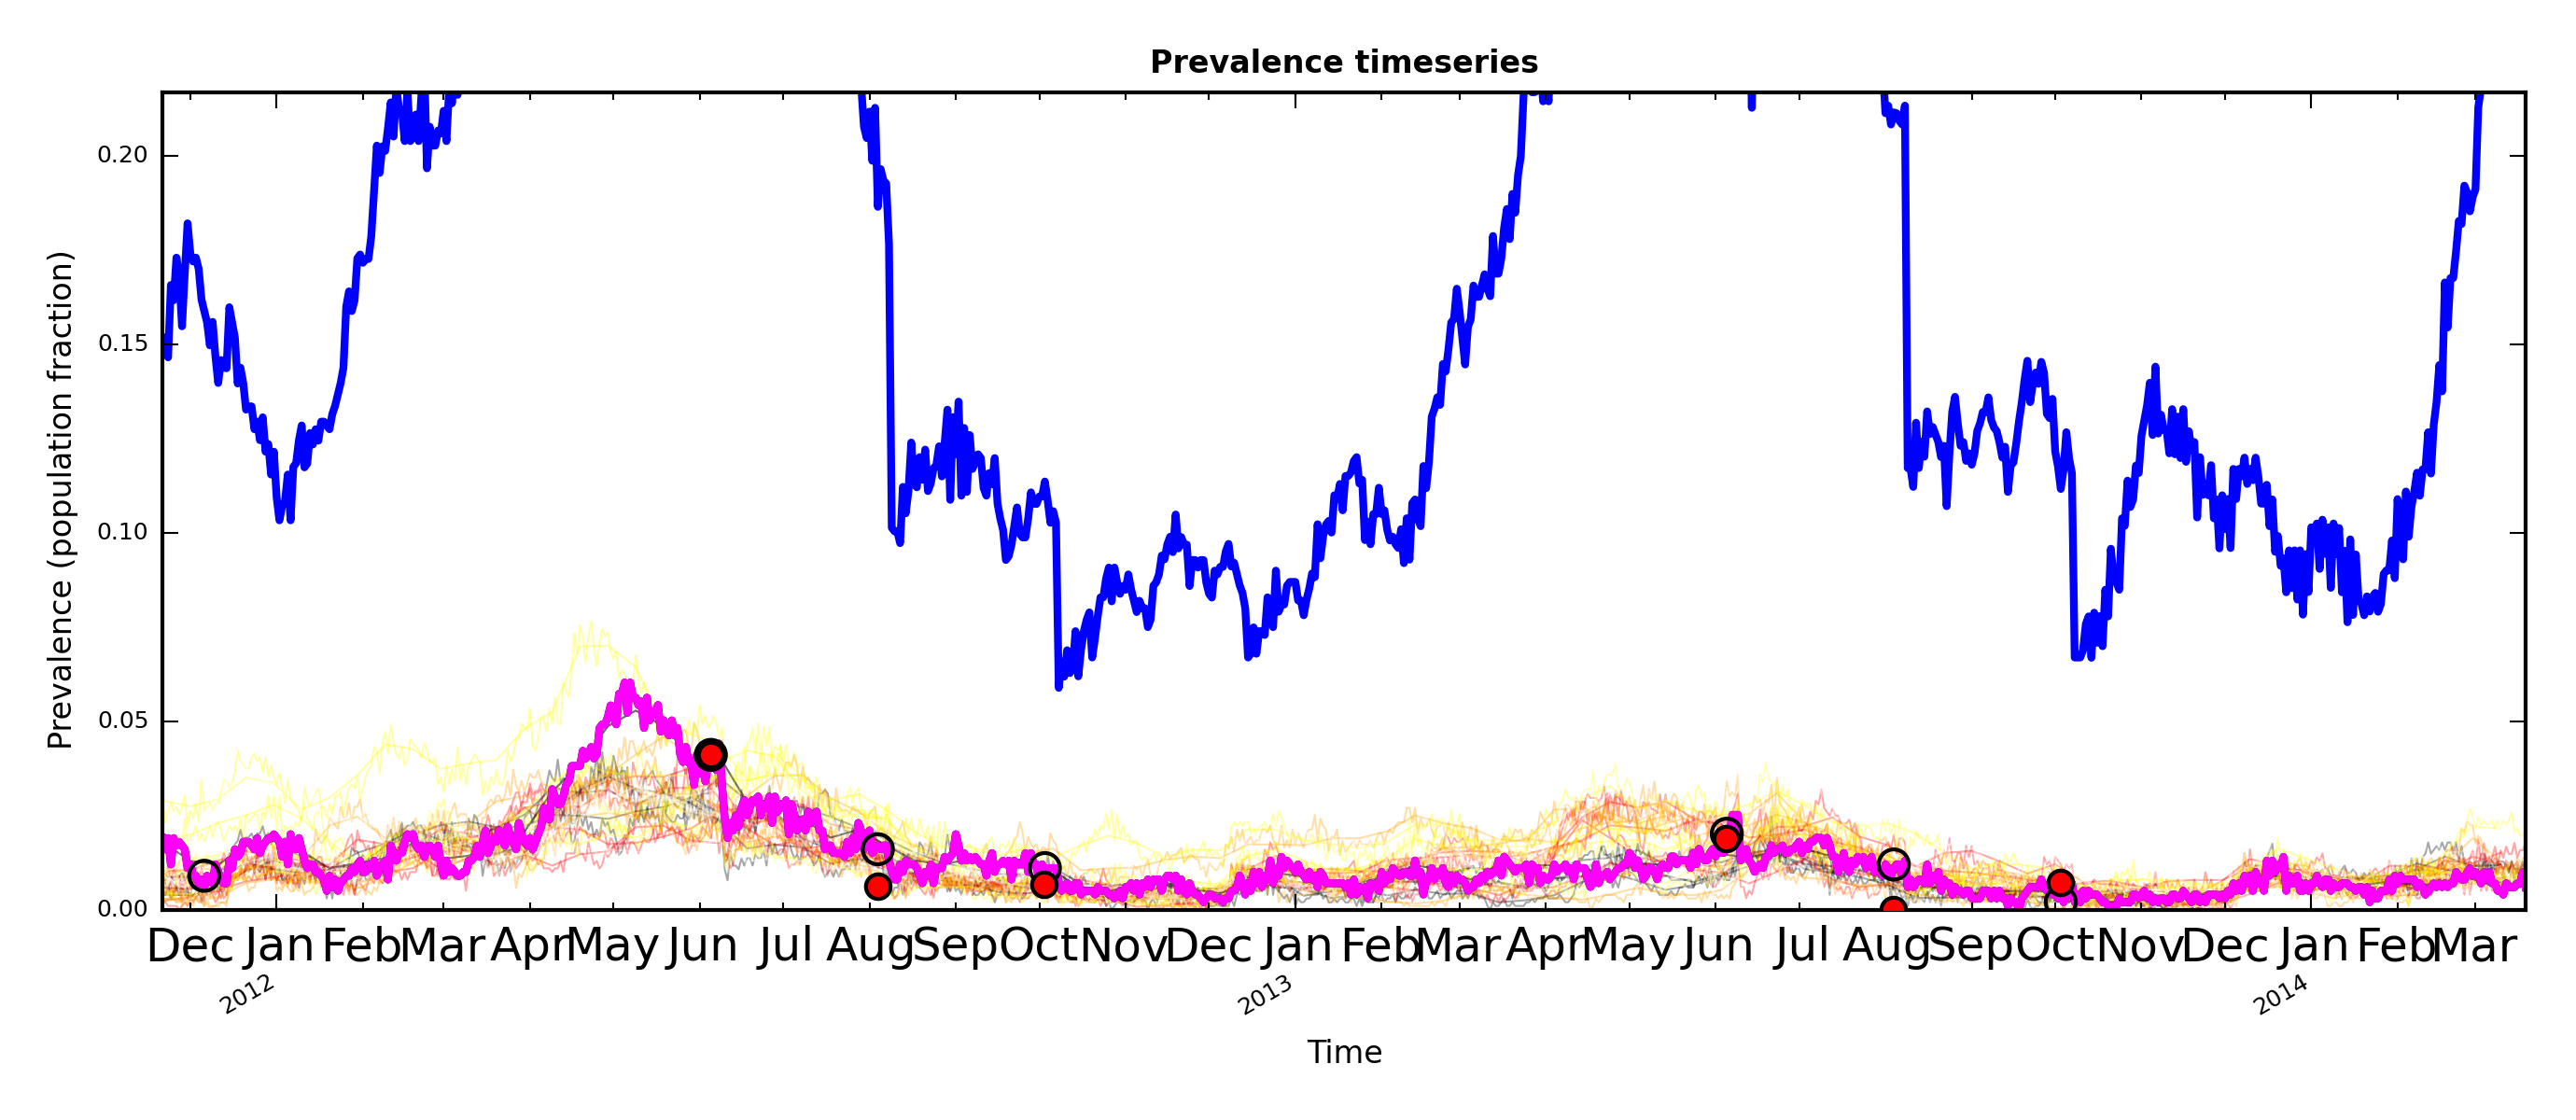 Prevalence timeseries
Prevalence (population fraction)
0.20
0.15
0.10
0.05
0.00
Dec Jan Feb Mar Apr May Jun Jul Aug Sep Oct Nov Dec Jan Feb Mar Apr May Jun Jul Aug Sep Oct Nov Dec Jan Feb Mar
2012 2013 2014
Time